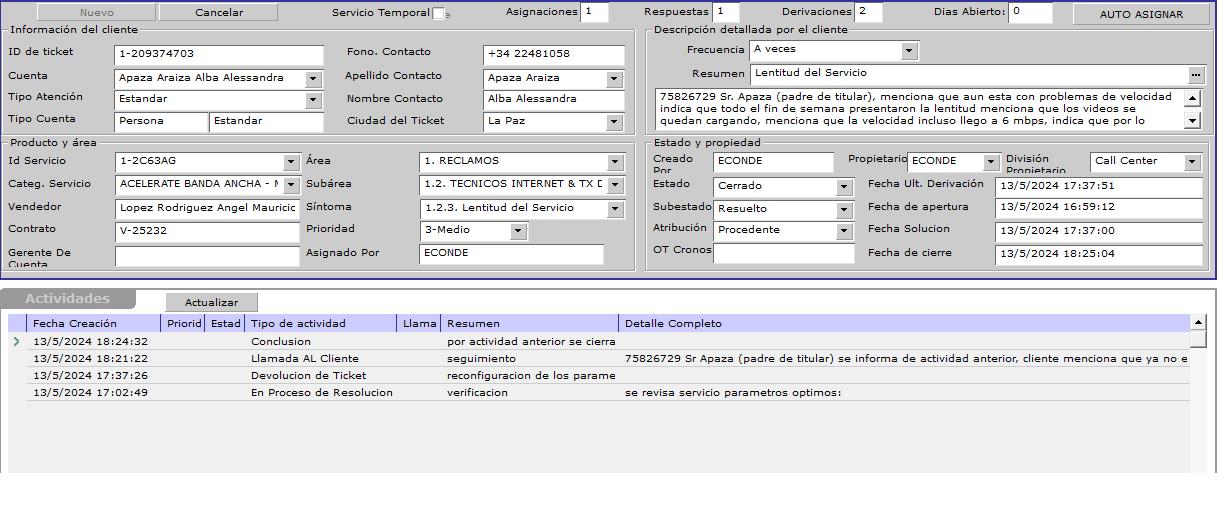 Nuevo Cancelar Servicio Temporal Asignaciones 1 Respuestas 1 Derivaciones 2 Dias Abierto: 0 AUTO ASIGNAR
Información del cliente
ID de ticket 1-209374703 Fono. Contacto +34 22481058
Cuenta Apaza Araiza Alba Alessandra Apellido Contacto Apaza Araiza
Tipo Atención Estandar Nombre Contacto Alba Alessandra
Tipo Cuenta Persona Estandar Ciudad del Ticket La Paz
Descripción detallada por el cliente
Frecuencia A veces
Resumen Lentitud del Servicio ...
75826729 Sr. Apaza (padre de titular), menciona que aun esta con problemas de velocidad
indica que todo el fin de semana presentaron la lentitud menciona que los videos se
quedan cargando, menciona que la velocidad incluso llego a 6 mbps, indica que por lo
Producto y área
Id Servicio 1-2C63AG Área 1. RECLAMOS
Categ. Servicio ACELERATE BANDA ANCHA - Subárea 1.2. TECNICOS INTERNET & TX
Vendedor Lopez Rodriguez Angel Mauricic Síntoma 1.2.3. Lentitud del Servicio
Contrato V-25232 Prioridad 3-Medio
Gerente De Cuenta Asignado Por ECONDE
Estado y propiedad
Creado Por ECONDE Propietario ECONDE División Propietario Call Center
Estado Cerrado Fecha Ult. Derivación 13/5/2024 17:37:51
Subestado Resuelto Fecha de apertura 13/5/2024 16:59:12
Atribución Procedente Fecha Solucion 13/5/2024 17:37:00
OT Cronos Fecha de cierre 13/5/2024 18:25:04
Actividades Actualizar
Fecha Creación Priorid Estad Tipo de actividad Llama Resumen Detalle Completo
13/5/2024 18:24:32 Conclusion por actividad anterior se cierra
13/5/2024 18:21:22 Llamada AL Cliente seguimiento 75826729 Sr Apaza (padre de titular) se informa de actividad anterior, cliente menciona que ya no e
13/5/2024 17:37:26 Devolucion de Ticket reconfiguracion de los parame
13/5/2024 17:02:49 En Proceso de Resolucion verificacion se revisa servicio parametros optimos: